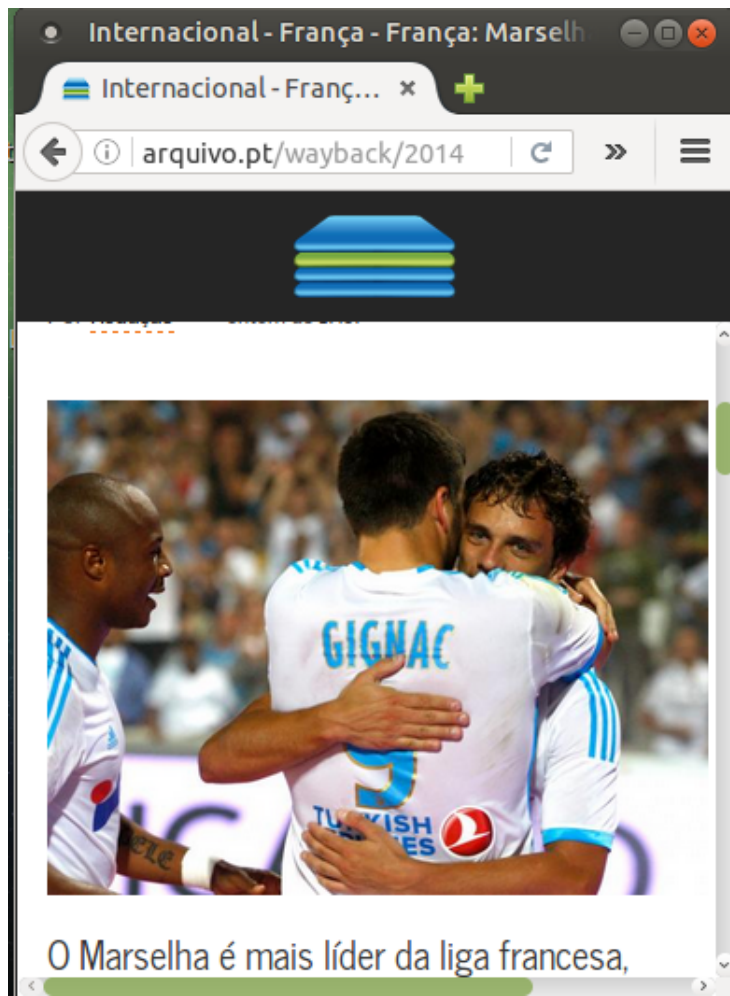 Internacional - França - França: Marselh
Internacional - Franç... ×
arquivo.pt/wayback/2014
GIGNAC
9
TURKISH
O Marselha é mais líder da liga francesa,